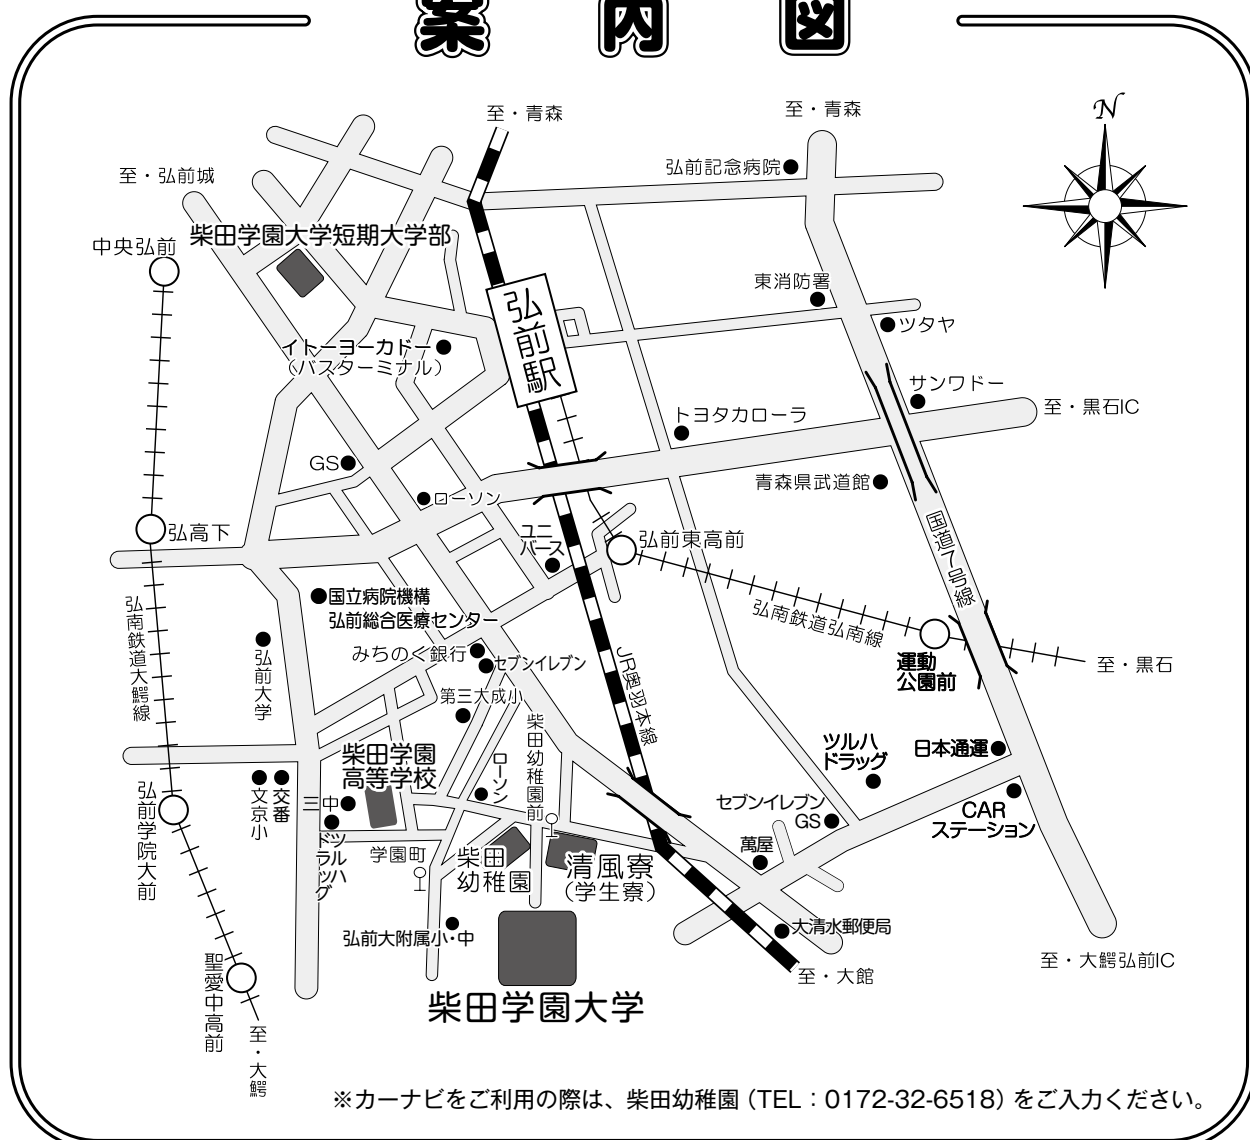 案内図
至・青森
至・青森
N
弘前記念病院
至・弘前城
柴田学園大学短期大学部
中央弘前
東消防署
ツタヤ
弘前駅
イトーヨーカドー
(バスターミナル)
サンワドー
至・黒石IC
トヨタカローラ
GS
青森県武道館
ローソン
国道7号線
弘高下
ユニ
バース
弘前東高前
国立病院機構
弘前総合医療センター
弘南鉄道弘南線
弘南鉄道大鰐線
弘前大学
みちのく銀行
セブンイレブン
JR奥羽本線
運動
公園前
至・黒石
第三大成小
柴田幼稚園前
柴田学園
高等学校
ローソン
ツルハ
ドラッグ
日本通運
弘前学院大前
文京小
交番
三中
セブンイレブン
GS
CAR
ステーション
ツルハ
ドラッグ
学園町
柴田
幼稚園
清風寮
(学生寮)
萬屋
弘前大附属小・中
大清水郵便局
至・大館
至・大鰐弘前IC
柴田学園大学
聖愛中高前
至・大鰐
※カーナビをご利用の際は、柴田幼稚園(TEL:0172-32-6518)をご入力ください。